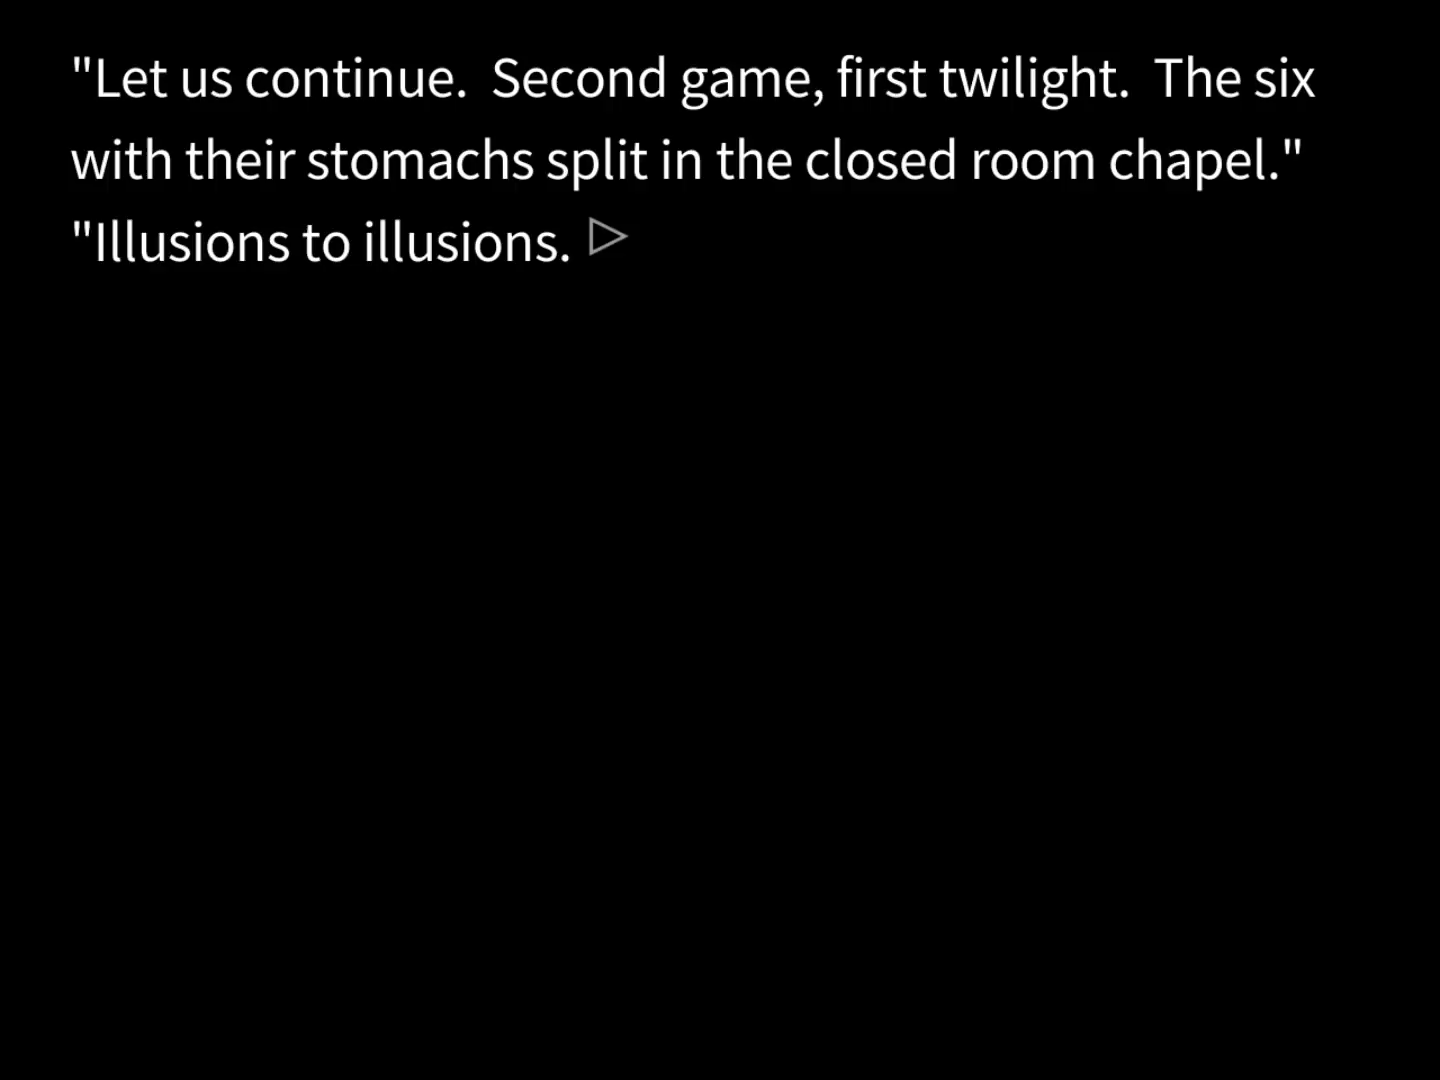 "Let us continue.  Second game, first twilight.  The six
with their stomachs split in the closed room chapel."
"Illusions to illusions.